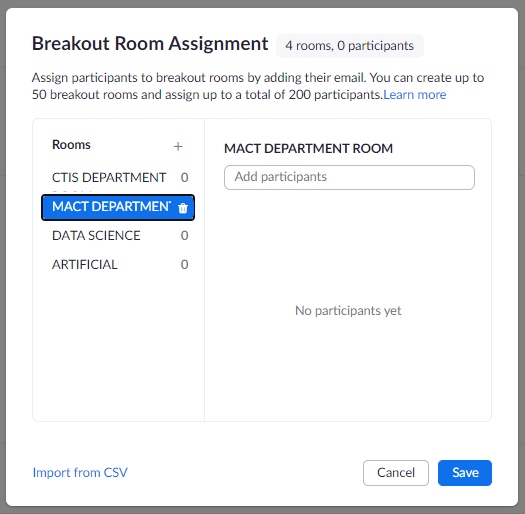 Breakout Room Assignment 4 rooms, 0 participants
Assign participants to breakout rooms by adding their email. You can create up to
50 breakout rooms and assign up to a total of 200 participants.Learn more
Rooms +
CTIS DEPARTMENT 0
MACT DEPARTMENT
DATA SCIENCE 0
ARTIFICIAL 0
MACT DEPARTMENT ROOM
Add participants
No participants yet
Import from CSV
Cancel
Save